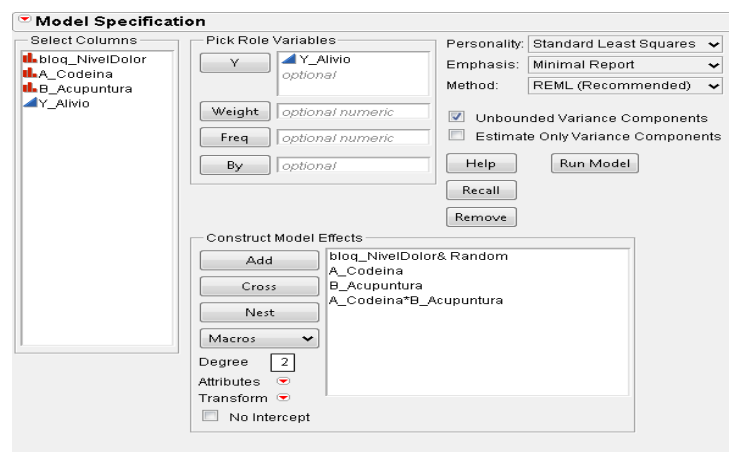 Model Specification
Select Columns
bloq_NivelDolor
A_Codeina
B_Acupuntura
Y_Alivio
Pick Role Variables
Y
Y_Alivio
optional
Weight
optional numeric
Freq
optional numeric
By
optional
Personality: Standard Least Squares
Emphasis: Minimal Report
Method: REML (Recommended)
Unbounded Variance Components
Estimate Only Variance Components
Help
Run Model
Recall
Remove
Construct Model Effects
Add
Cross
Nest
Macros
Degree 2
Attributes
Transform
No Intercept
bloq_NivelDolor& Random
A_Codeina
B_Acupuntura
A_Codeina*B_Acupuntura